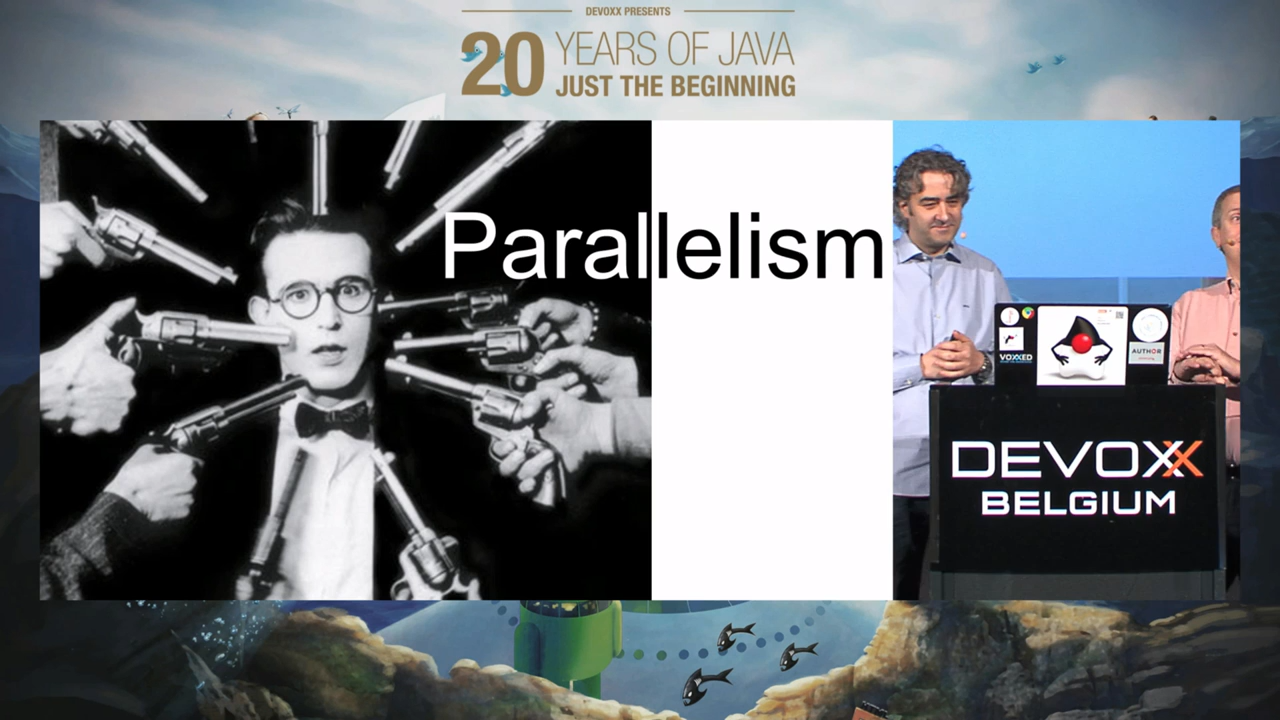 DEVOXX PRESENTS
20 YEARS OF JAVA
JUST THE BEGINNING
Parallelism
VOXXED
AUTHOR
DEVOXX
BELGIUM